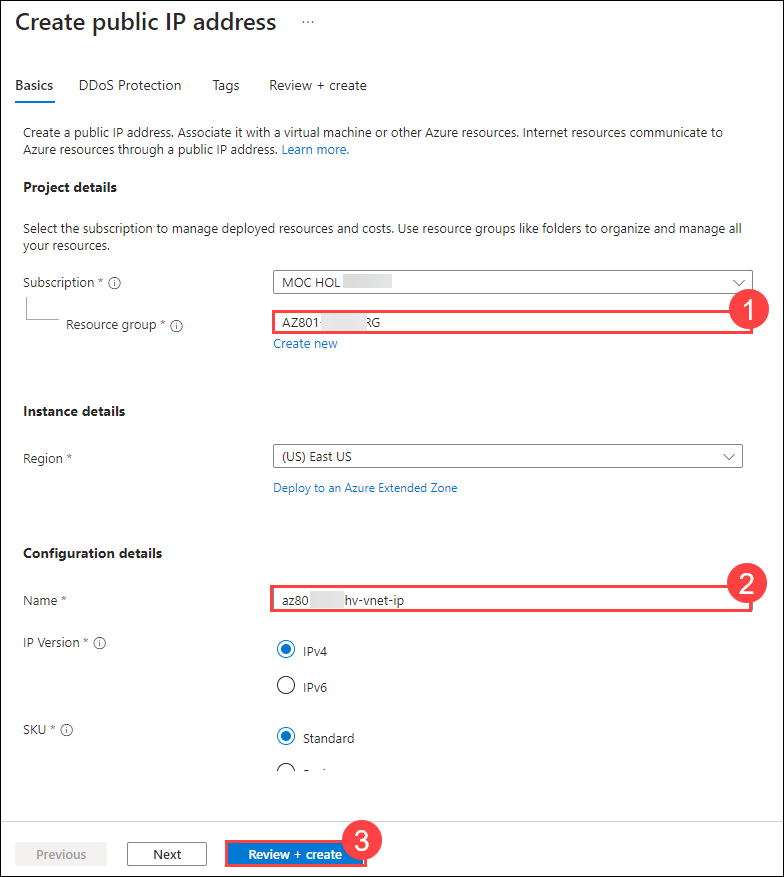 Create public IP address ...
Basics DDoS Protection Tags Review + create
Create a public IP address. Associate it with a virtual machine or other Azure resources. Internet resources communicate to
Azure resources through a public IP address. Learn more.
Project details
Select the subscription to manage deployed resources and costs. Use resource groups like folders to organize and manage all
your resources.
Subscription *
MOC HOL
1
Resource group *
AZ801- RG
Create new
Instance details
Region *
(US) East US
Deploy to an Azure Extended Zone
Configuration details
2
Name *
az80 hv-vnet-ip
IP Version *
IPv4
IPv6
SKU *
Standard
3
Previous Next Review + create